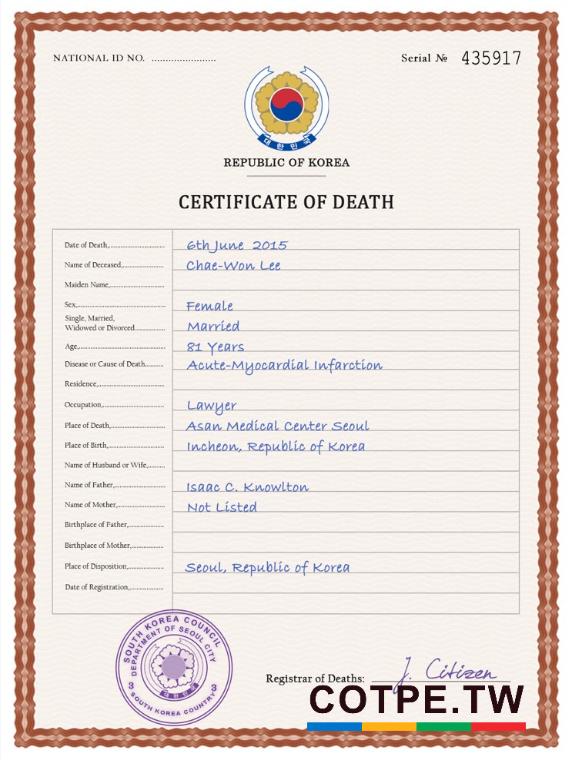 NATIONAL ID NO. ......................
Serial № 435917
대한민국
REPUBLIC OF KOREA
CERTIFICATE OF DEATH
Date of Death,...................... 6th June 2015
Name of Deceased,................ Chae-Won Lee
Maiden Name,......................
Sex,.................................... Female
Single, Married,
Widowed or Divorced............ Married
Age,.................................... 81 Years
Disease or Cause of Death........ Acute-Myocardial Infarction
Residence,...........................
Occupation,......................... Lawyer
Place of Death,..................... Asan Medical Center Seoul
Place of Birth,...................... Incheon, Republic of Korea
Name of Husband or Wife,.......
Name of Father,.................... Isaac C. Knowlton
Name of Mother,................... Not Listed
Birthplace of Father,...............
Birthplace of Mother,..............
Place of Disposition,............... Seoul, Republic of Korea
Date of Registration,...............
SOUTH KOREA COUNCIL
DEPARTMENT OF SEOUL CITY
대한민국
SOUTH KOREA COUNTRY
Registrar of Deaths: J. Citizen
COTPE.TW